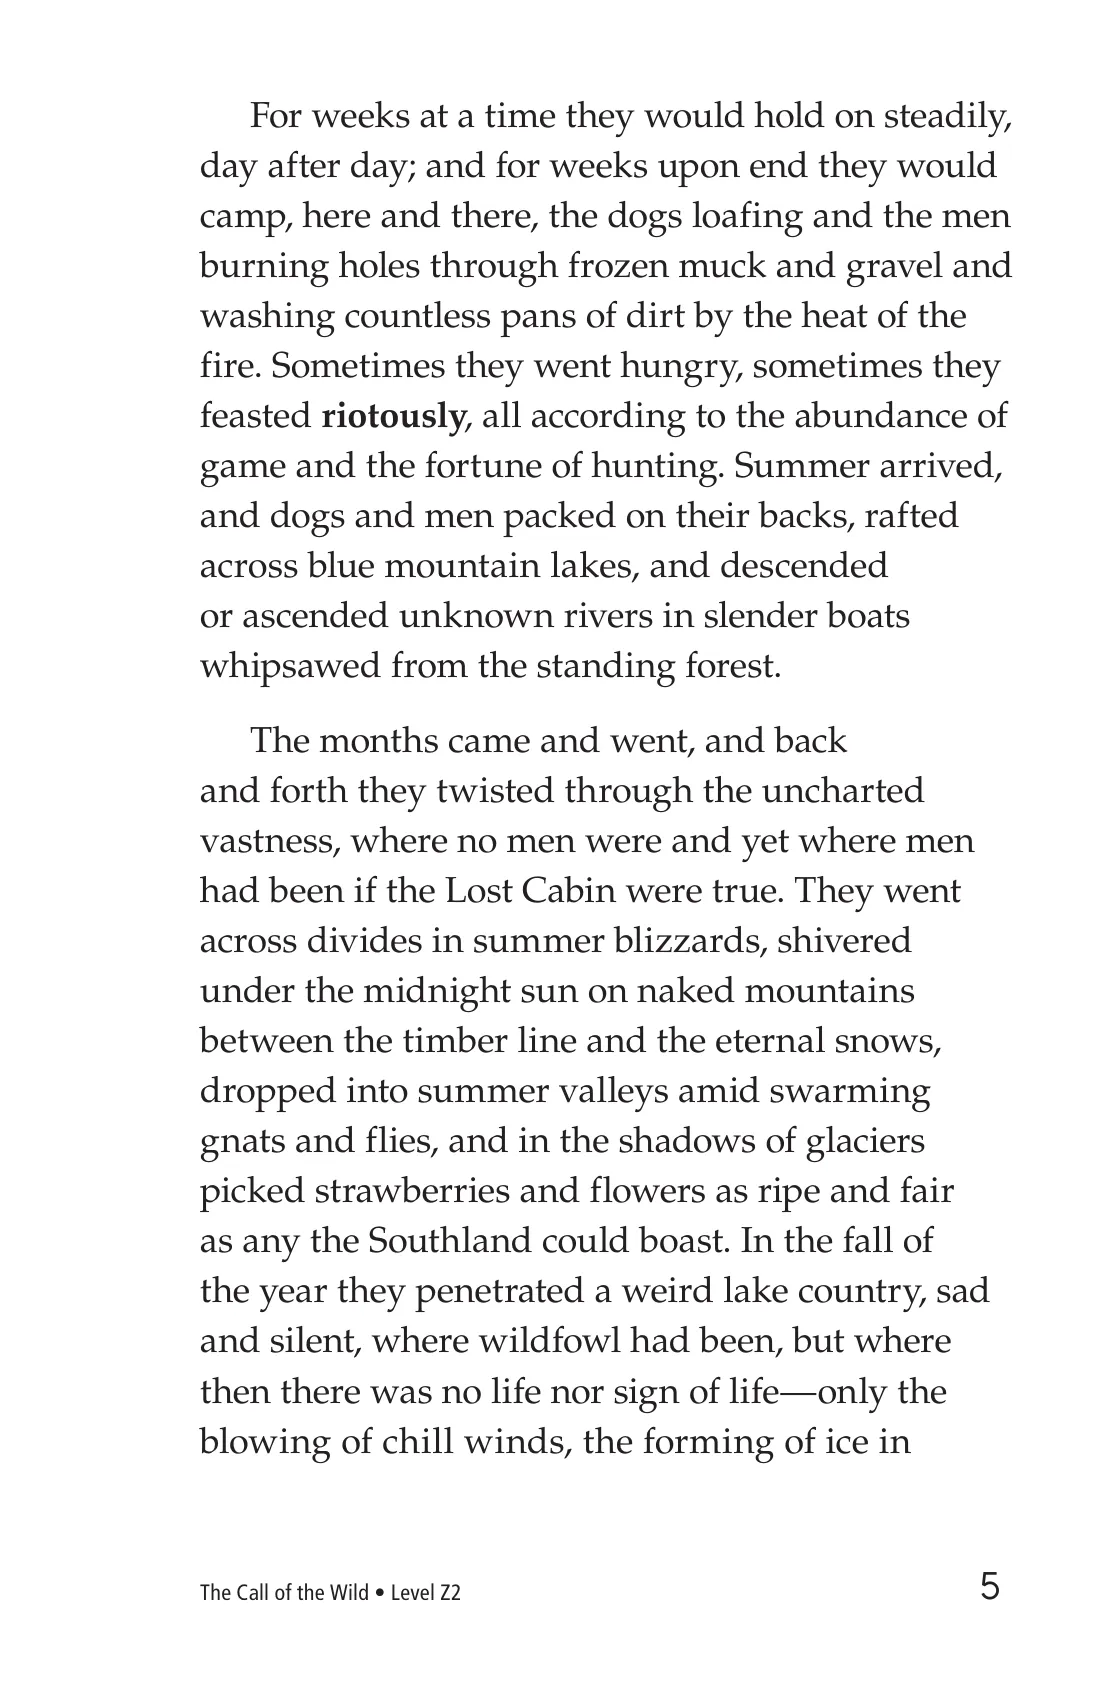 For weeks at a time they would hold on steadily,
day after day; and for weeks upon end they would
camp, here and there, the dogs loafing and the men
burning holes through frozen muck and gravel and
washing countless pans of dirt by the heat of the
fire. Sometimes they went hungry, sometimes they
feasted riotously, all according to the abundance of
game and the fortune of hunting. Summer arrived,
and dogs and men packed on their backs, rafted
across blue mountain lakes, and descended
or ascended unknown rivers in slender boats
whipsawed from the standing forest.
The months came and went, and back
and forth they twisted through the uncharted
vastness, where no men were and yet where men
had been if the Lost Cabin were true. They went
across divides in summer blizzards, shivered
under the midnight sun on naked mountains
between the timber line and the eternal snows,
dropped into summer valleys amid swarming
gnats and flies, and in the shadows of glaciers
picked strawberries and flowers as ripe and fair
as any the Southland could boast. In the fall of
the year they penetrated a weird lake country, sad
and silent, where wildfowl had been, but where
then there was no life nor sign of life—only the
blowing of chill winds, the forming of ice in
The Call of the Wild • Level Z2 5